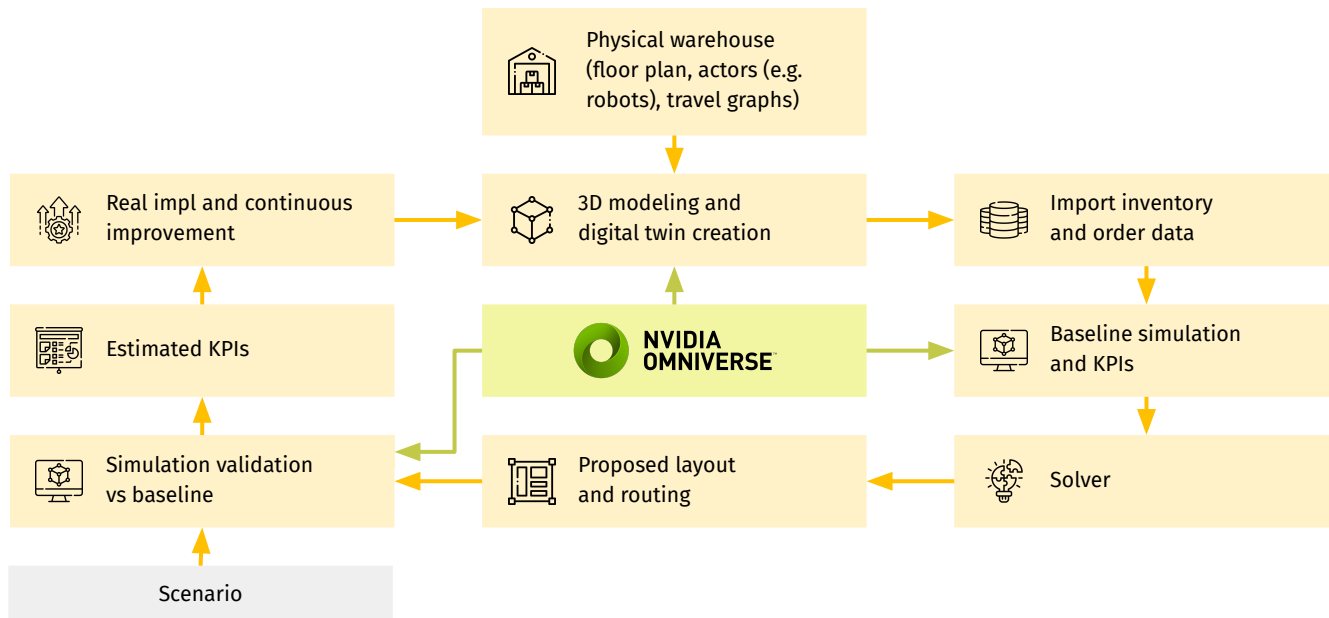 Physical warehouse
(floor plan, actors (e.g.
robots), travel graphs)
Real impl and continuous
improvement
3D modeling and
digital twin creation
Import inventory
and order data
Estimated KPIs
NVIDIA
OMNIVERSE™
Baseline simulation
and KPIs
Simulation validation
vs baseline
Proposed layout
and routing
Solver
Scenario